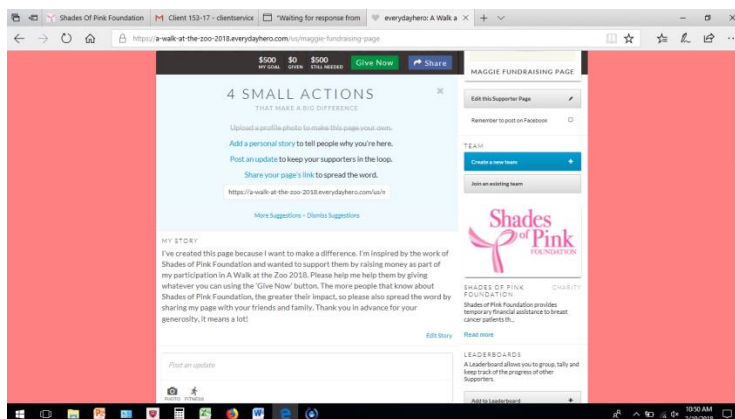 Shades Of Pink Foundation
Client 153-17 - clientservice
"Waiting for response from
everydayhero: A Walk a
https://a-walk-at-the-zoo-2018.everydayhero.com/us/maggie-fundraising-page
$500 $0 $500
MY GOAL GIVEN STILL NEEDED
Give Now
Share
4 SMALL ACTIONS
THAT MAKE A BIG DIFFERENCE
Upload a profile photo to make this page your own.
Add a personal story to tell people why you're here.
Post an update to keep your supporters in the loop.
Share your page's link to spread the word.
https://a-walk-at-the-zoo-2018.everydayhero.com/us/n
More Suggestions • Dismiss Suggestions
MY STORY
I've created this page because I want to make a difference. I'm inspired by the work of
Shades of Pink Foundation and wanted to support them by raising money as part of
my participation in A Walk at the Zoo 2018. Please help me help them by giving
whatever you can using the 'Give Now' button. The more people that know about
Shades of Pink Foundation, the greater their impact, so please also spread the word by
sharing my page with your friends and family. Thank you in advance for your
generosity, it means a lot!
Edit Story
Post an update
PHOTO FITNESS
MAGGIE FUNDRAISING PAGE
Edit this Supporter Page
Remember to post on Facebook
TEAM
Create a new team
Join an existing team
Shades
of Pink
FOUNDATION
SHADES OF PINK
FOUNDATION
CHARITY
Shades of Pink Foundation provides
temporary financial assistance to breast
cancer patients th...
Read more
LEADERBOARDS
A Leaderboard allows you to group, tally and
keep track of the progress of other
Supporters.
Add to Leaderboard
10:50 AM